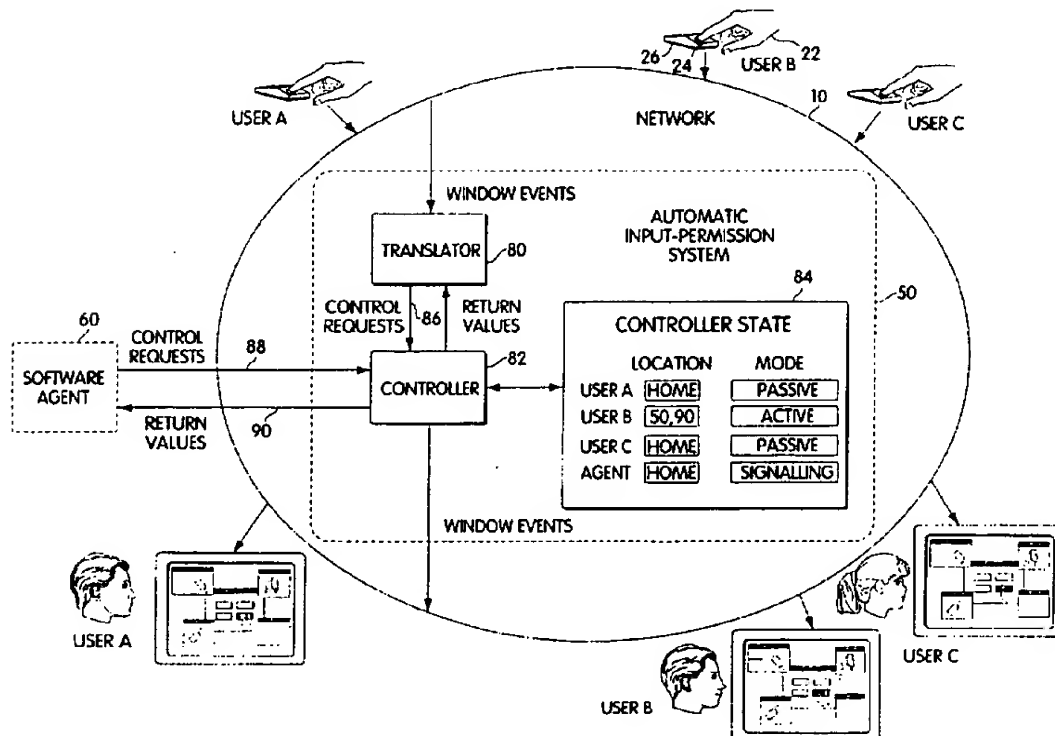 26
24
USER B
22
USER A
NETWORK
10
USER C
WINDOW EVENTS
AUTOMATIC
INPUT-PERMISSION
SYSTEM
TRANSLATOR
80
84
50
CONTROL
REQUESTS
86
RETURN
VALUES
60
SOFTWARE
AGENT
CONTROL
REQUESTS
88
82
CONTROLLER
RETURN
VALUES
90
CONTROLLER STATE
LOCATION MODE
USER A HOME PASSIVE
USER B 50,90 ACTIVE
USER C HOME PASSIVE
AGENT HOME SIGNALLING
WINDOW EVENTS
USER A
USER B
USER C